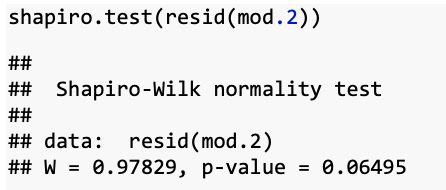 shapiro.test(resid(mod.2))
##
##  Shapiro-Wilk normality test
##
## data:  resid(mod.2)
## W = 0.97829, p-value = 0.06495